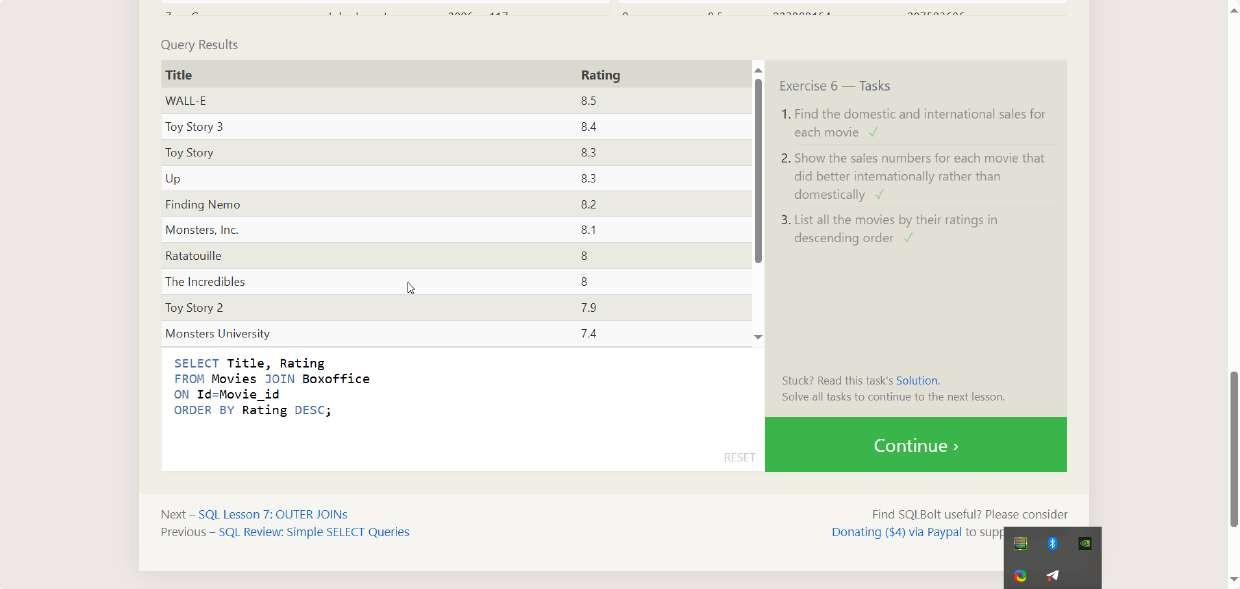 Query Results
Title Rating
WALL-E 8.5
Toy Story 3 8.4
Toy Story 8.3
Up 8.3
Finding Nemo 8.2
Monsters, Inc. 8.1
Ratatouille 8
The Incredibles 8
Toy Story 2 7.9
Monsters University 7.4
SELECT Title, Rating
FROM Movies JOIN Boxoffice
ON Id=Movie_id
ORDER BY Rating DESC;
RESET
Exercise 6 — Tasks
1. Find the domestic and international sales for
each movie ✓
2. Show the sales numbers for each movie that
did better internationally rather than
domestically ✓
3. List all the movies by their ratings in
descending order ✓
Stuck? Read this task's Solution.
Solve all tasks to continue to the next lesson.
Continue ›
Next – SQL Lesson 7: OUTER JOINs
Previous – SQL Review: Simple SELECT Queries
Find SQLBolt useful? Please consider
Donating ($4) via Paypal to supp